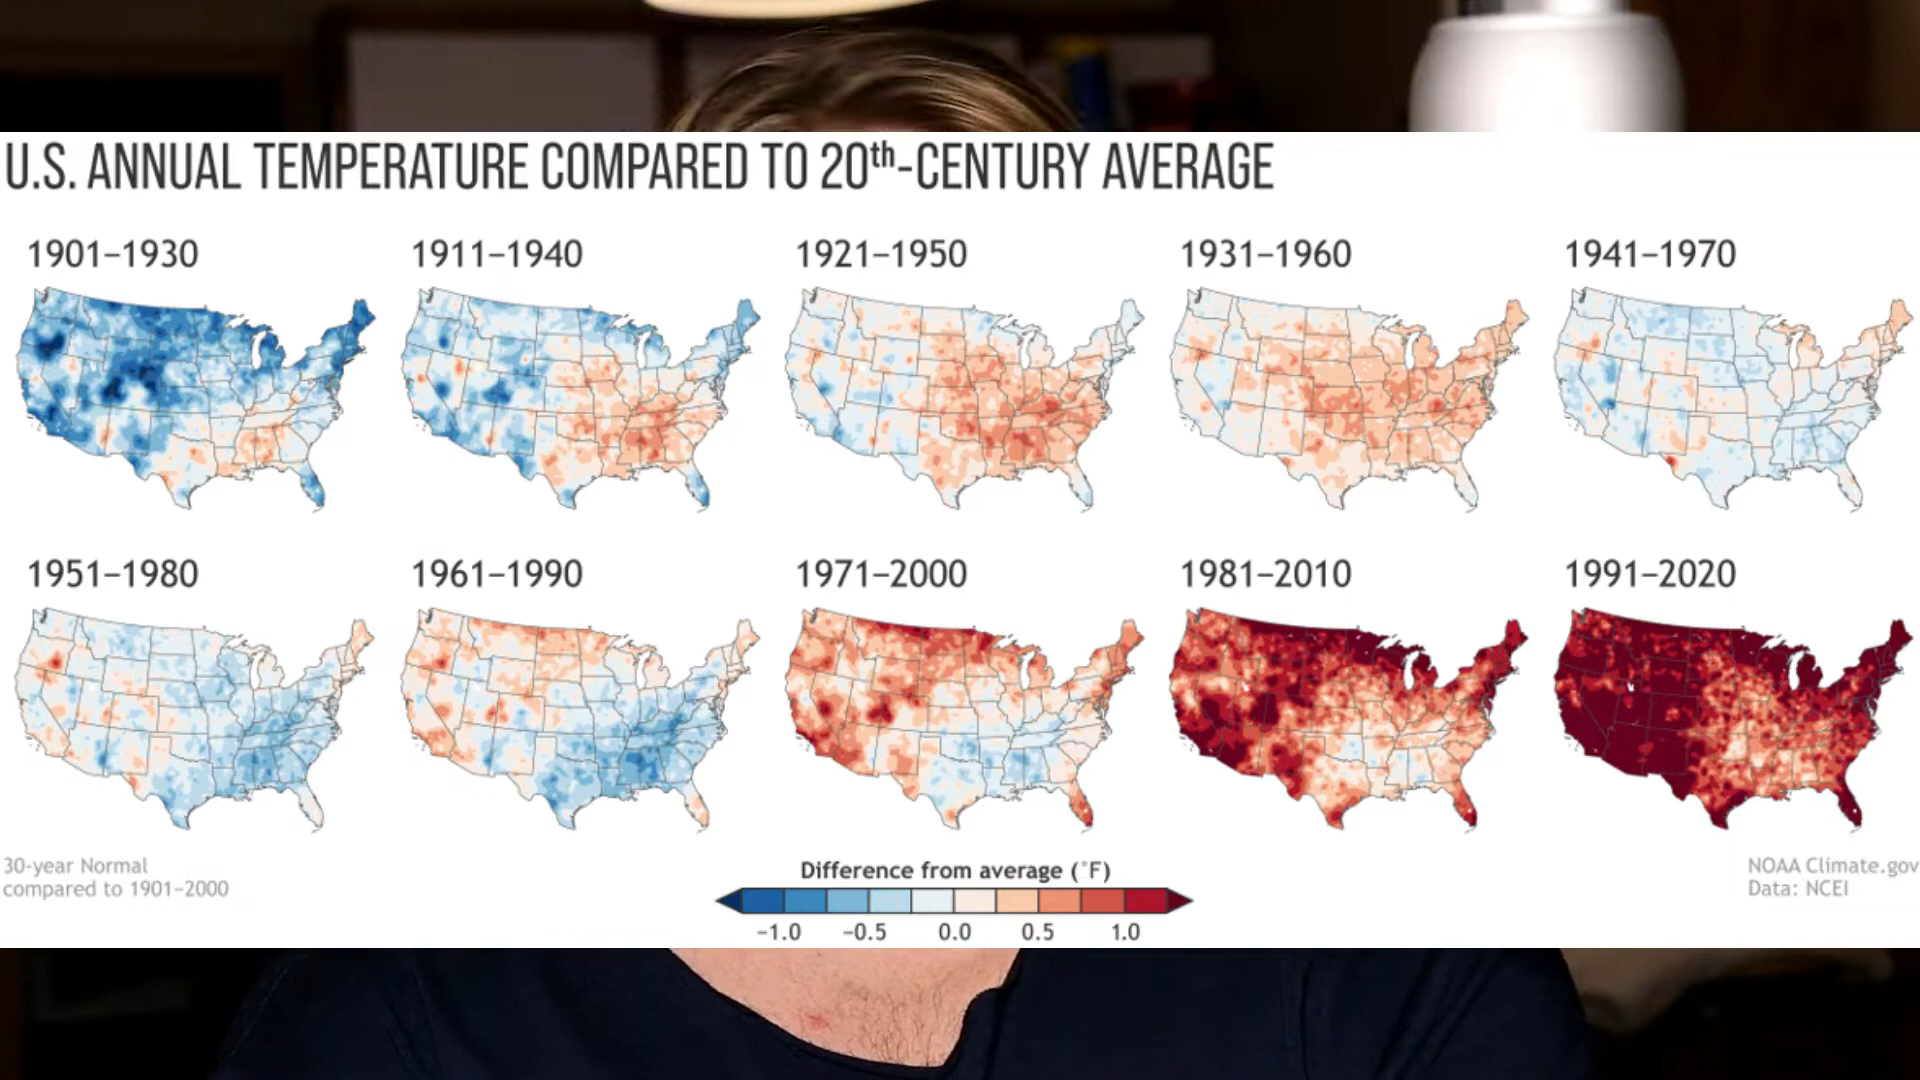 U.S. ANNUAL TEMPERATURE COMPARED TO 20th-CENTURY AVERAGE
1901–1930
1911–1940
1921–1950
1931–1960
1941–1970
1951–1980
1961–1990
1971–2000
1981–2010
1991–2020
30-year Normal
compared to 1901–2000
Difference from average (°F)
−1.0 −0.5 0.0 0.5 1.0
NOAA Climate.gov
Data: NCEI